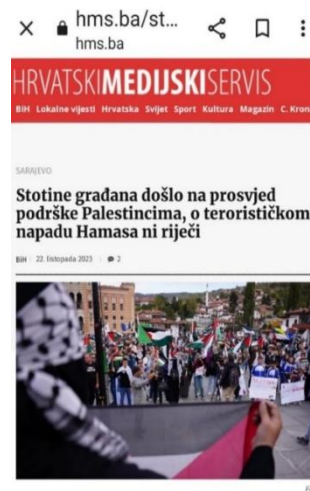 hms.ba/st...
hms.ba
HRVATSKIMEDIJSKISERVIS
BiH Lokalne vijesti Hrvatska Svijet Sport Kultura Magazin C. Kron
SARAJEVO
Stotine građana došlo na prosvjed
podrške Palestincima, o terorističkom
napadu Hamasa ni riječi
BiH 22. listopada 2023 2